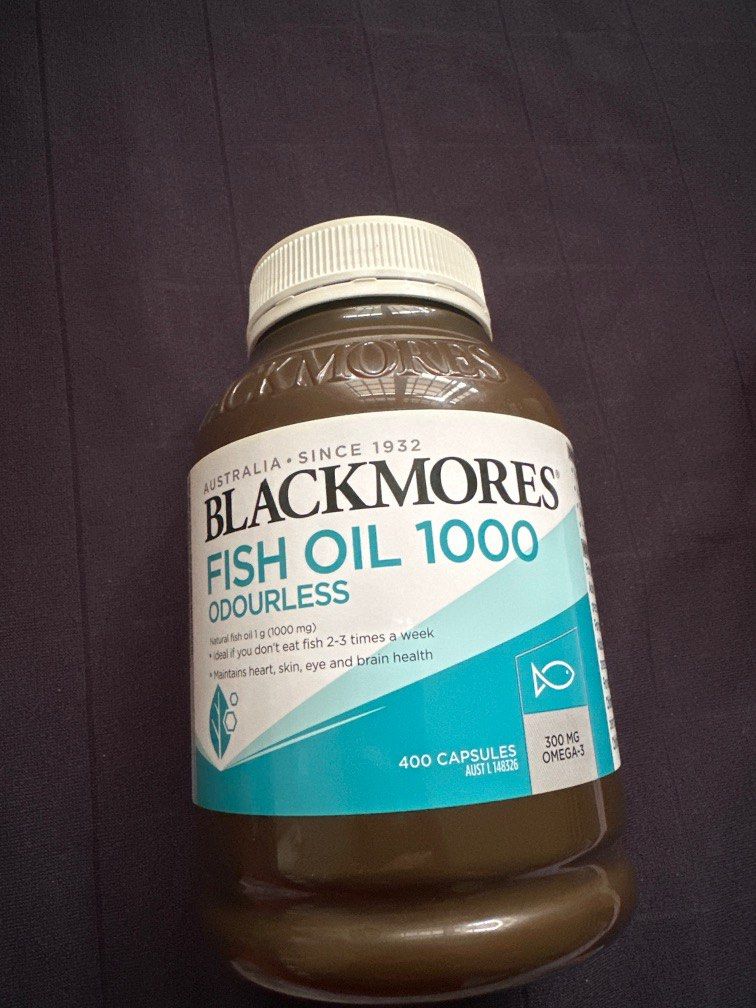 BLACKMORES
AUSTRALIA • SINCE 1932
BLACKMORES®
FISH OIL 1000
ODOURLESS
Natural fish oil 1 g (1000 mg)
• Ideal if you don't eat fish 2-3 times a week
• Maintains heart, skin, eye and brain health
400 CAPSULES
AUST L 148326
300 MG
OMEGA-3